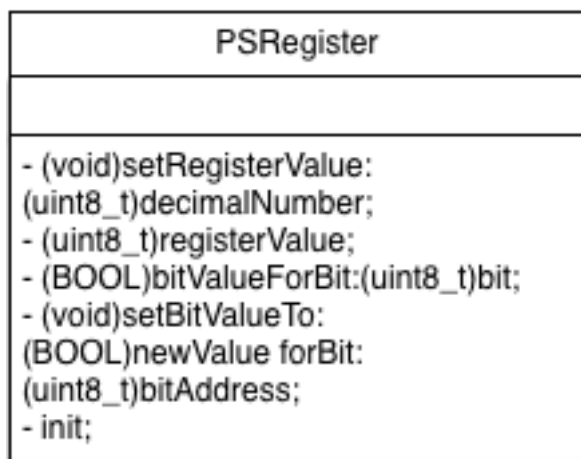 PSRegister
- (void)setRegisterValue:
(uint8_t)decimalNumber;
- (uint8_t)registerValue;
- (BOOL)bitValueForBit:(uint8_t)bit;
- (void)setBitValueTo:
(BOOL)newValue forBit:
(uint8_t)bitAddress;
- init;